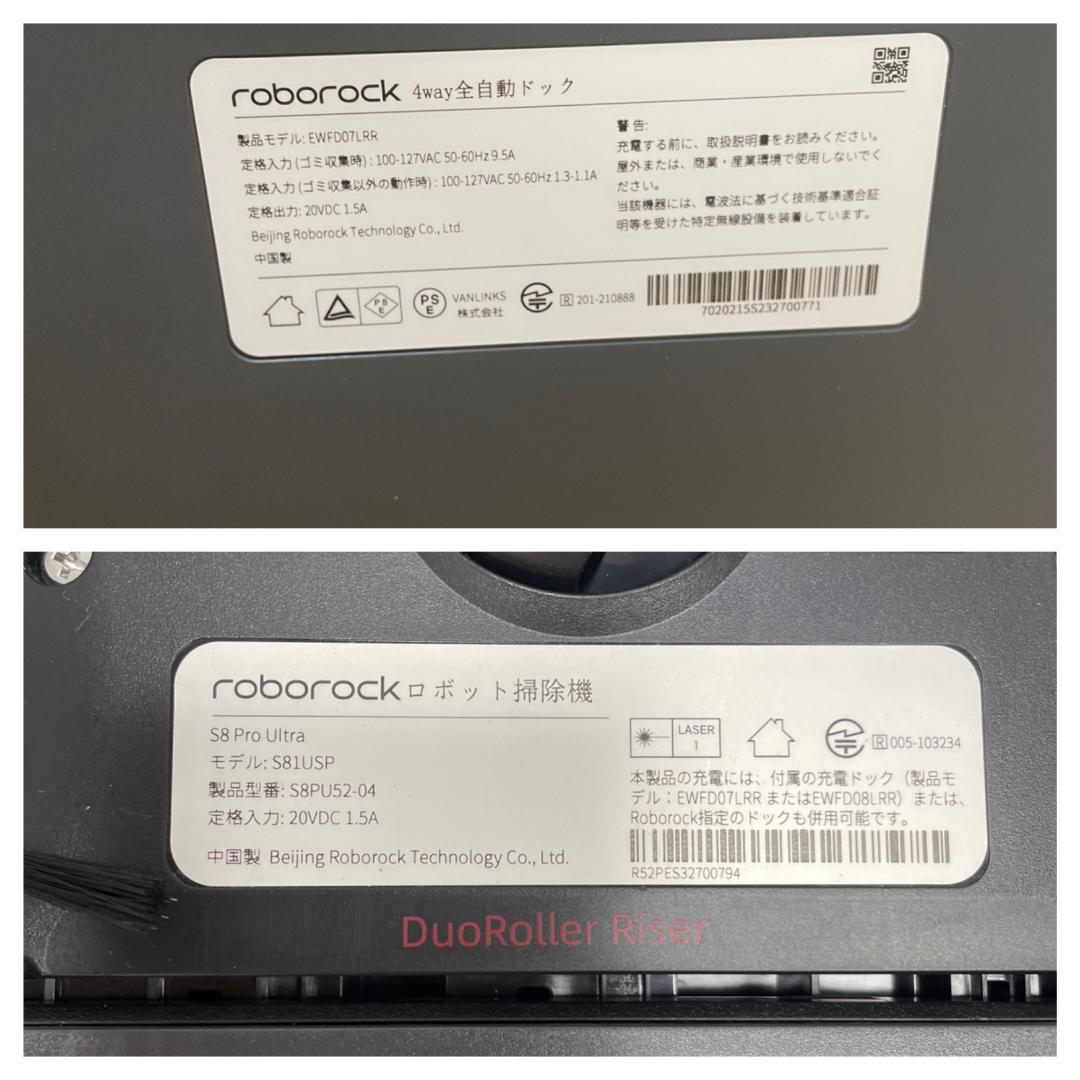 roborock 4way全自動ドック
製品モデル: EWFD07LRR
定格入力 (ゴミ収集時) : 100-127VAC 50-60Hz 9.5A
定格入力 (ゴミ収集以外の動作時) : 100-127VAC 50-60Hz 1.3-1.1A
定格出力: 20VDC 1.5A
Beijing Roborock Technology Co., Ltd.
中国製
警告:
充電する前に、取扱説明書をお読みください。
屋外または、商業・産業環境で使用しないでく
ださい。
当該機器には、電波法に基づく技術基準適合証
明等を受けた特定無線設備を装着しています。
PS
E
PS
E
VANLINKS
株式会社
R 201-210888
7020215S232700771
roborock ロボット掃除機
S8 Pro Ultra
モデル: S81USP
製品型番: S8PU52-04
定格入力: 20VDC 1.5A
中国製 Beijing Roborock Technology Co., Ltd.
LASER
1
R 005-103234
本製品の充電には、付属の充電ドック（製品モ
デル：EWFD07LRR またはEWFD08LRR）または、
Roborock指定のドックも併用可能です。
R52PES32700794
DuoRoller Riser